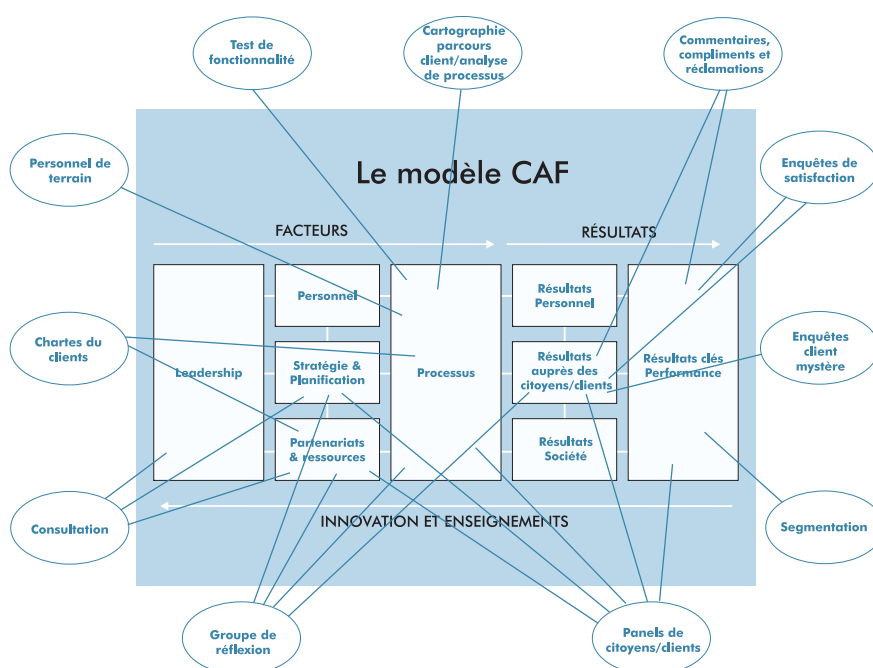 Test de
fonctionnalité
Cartographie
parcours
client/analyse
de processus
Commentaires,
compliments et
réclamations
Personnel de
terrain
Le modèle CAF
Enquêtes de
satisfaction
FACTEURS
RÉSULTATS
Personnel
Résultats
Personnel
Chartes du
clients
Leadership
Stratégie &
Planification
Processus
Résultats
auprès des
citoyens/clients
Résultats clés
Performance
Enquêtes
client
mystère
Partenariats
& ressources
Résultats
Société
Consultation
INNOVATION ET ENSEIGNEMENTS
Segmentation
Groupe de
réflexion
Panels de
citoyens/clients